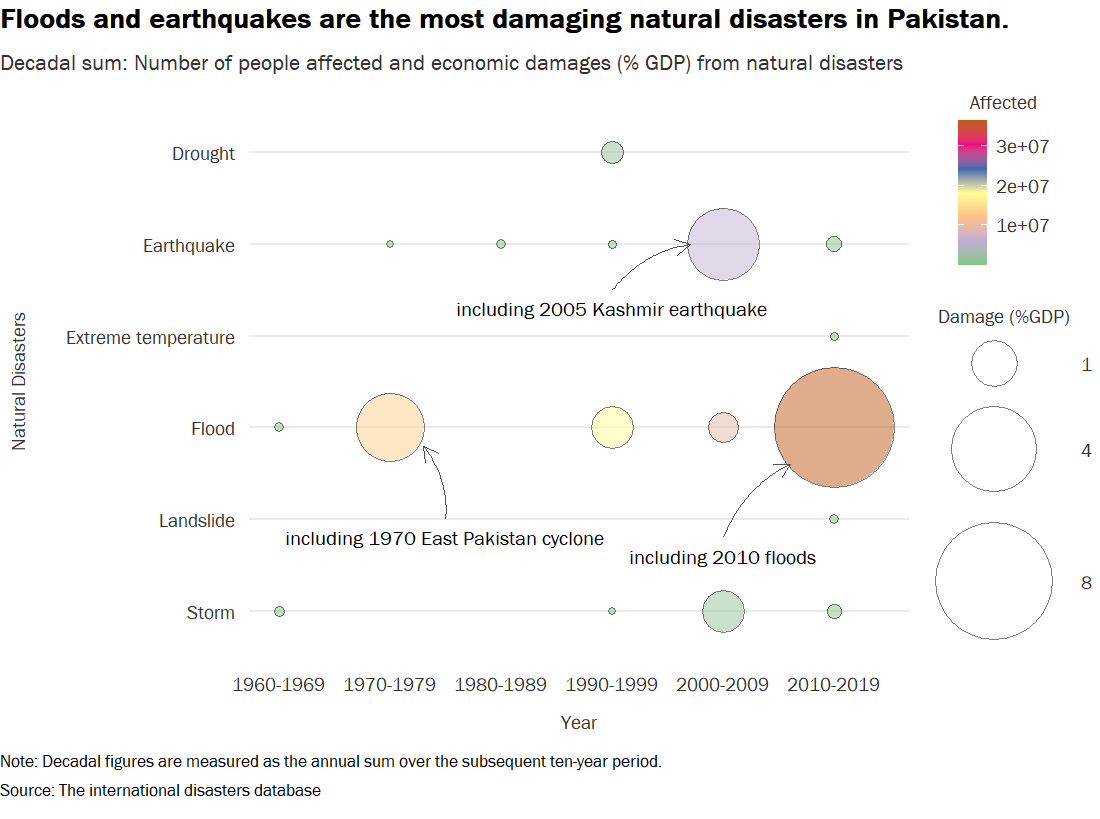 Floods and earthquakes are the most damaging natural disasters in Pakistan.
Decadal sum: Number of people affected and economic damages (% GDP) from natural disasters
Affected
3e+07
2e+07
1e+07
Damage (%GDP)
1
4
8
Natural Disasters
Drought
Earthquake
including 2005 Kashmir earthquake
Extreme temperature
Flood
Landslide
including 1970 East Pakistan cyclone
including 2010 floods
Storm
1960-1969 1970-1979 1980-1989 1990-1999 2000-2009 2010-2019
Year
Note: Decadal figures are measured as the annual sum over the subsequent ten-year period.
Source: The international disasters database